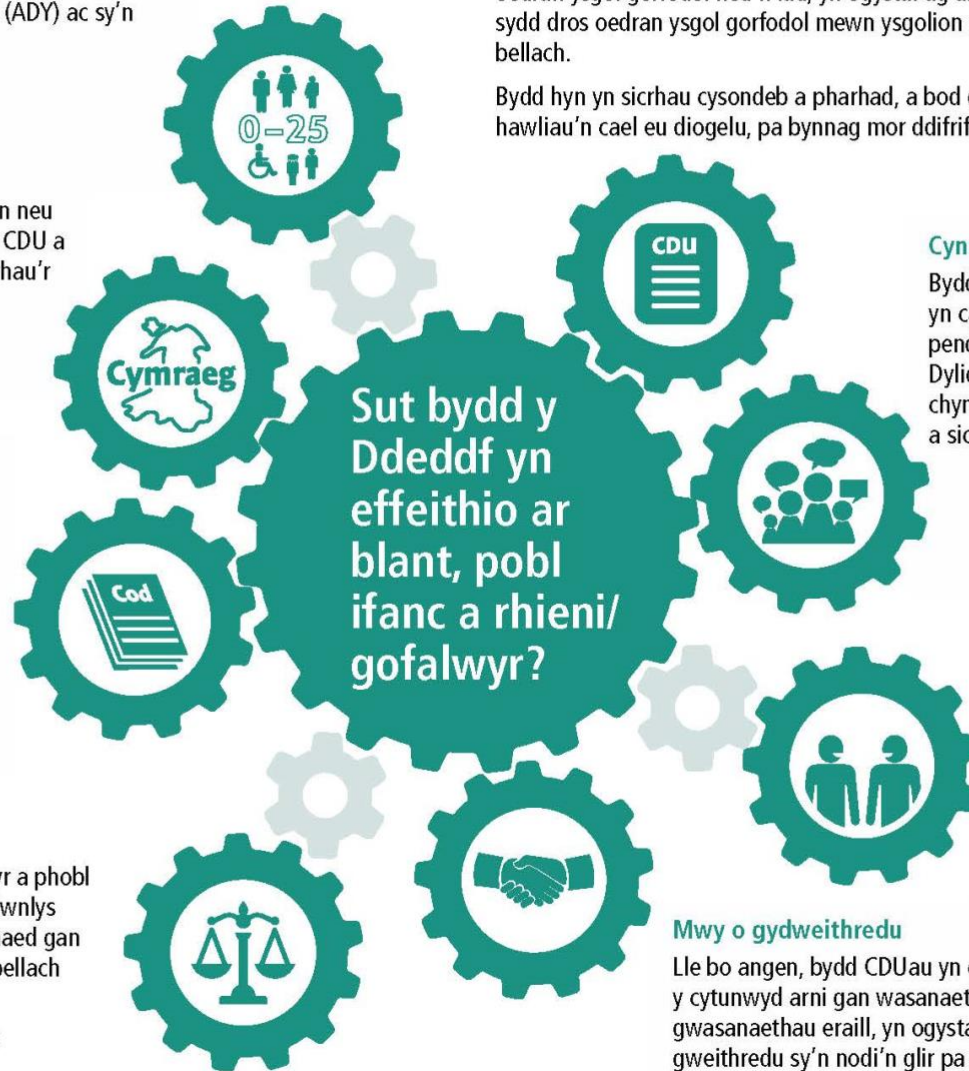 (ADY) ac sy'n
sydd dros oedran ysgol gorfodol mewn ysgolion
bellach.
Bydd hyn yn sicrhau cysondeb a pharhad, a bod
hawliau'n cael eu diogelu, pa bynnag mor ddifrif
0–25
n neu
CDU a
hau'r
CDU
Cyn
Bydd
yn c
pend
Dylid
chyn
a sic
Cymraeg
Sut bydd y
Ddeddf yn
effeithio ar
blant, pobl
ifanc a rhieni/
gofalwyr?
Cod
yr a phobl
wnlys
aed gan
bellach
Mwy o gydweithredu
Lle bo angen, bydd CDUau yn
y cytunwyd arni gan wasanaet
gwasanaethau eraill, yn ogysta
gweithredu sy'n nodi'n glir pa